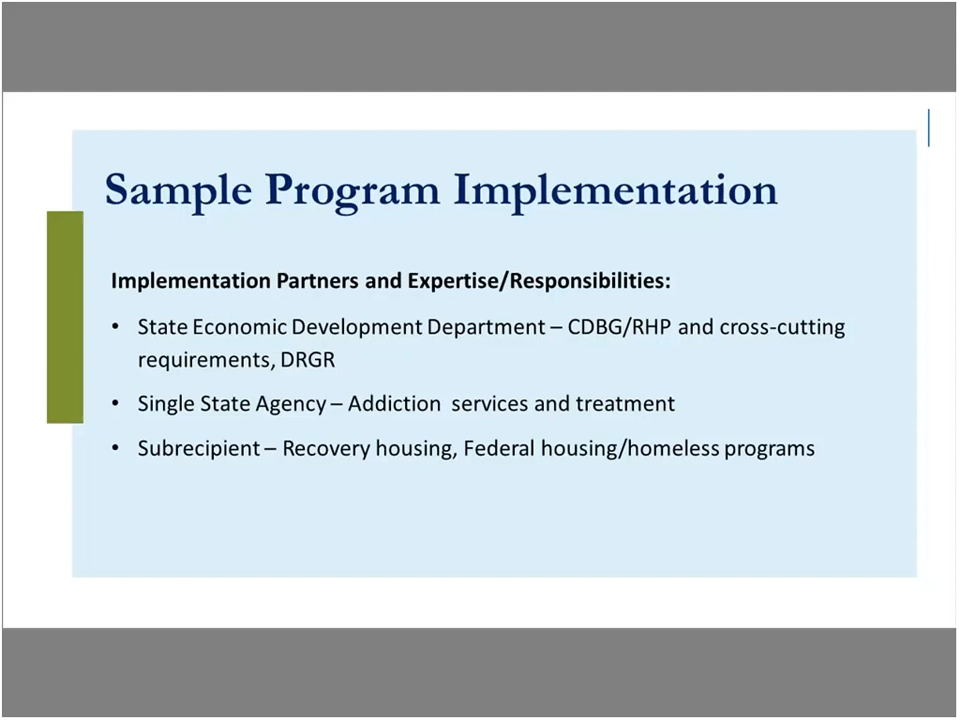 Sample Program Implementation
Implementation Partners and Expertise/Responsibilities:
• State Economic Development Department – CDBG/RHP and cross-cutting
requirements, DRGR
• Single State Agency – Addiction services and treatment
• Subrecipient – Recovery housing, Federal housing/homeless programs